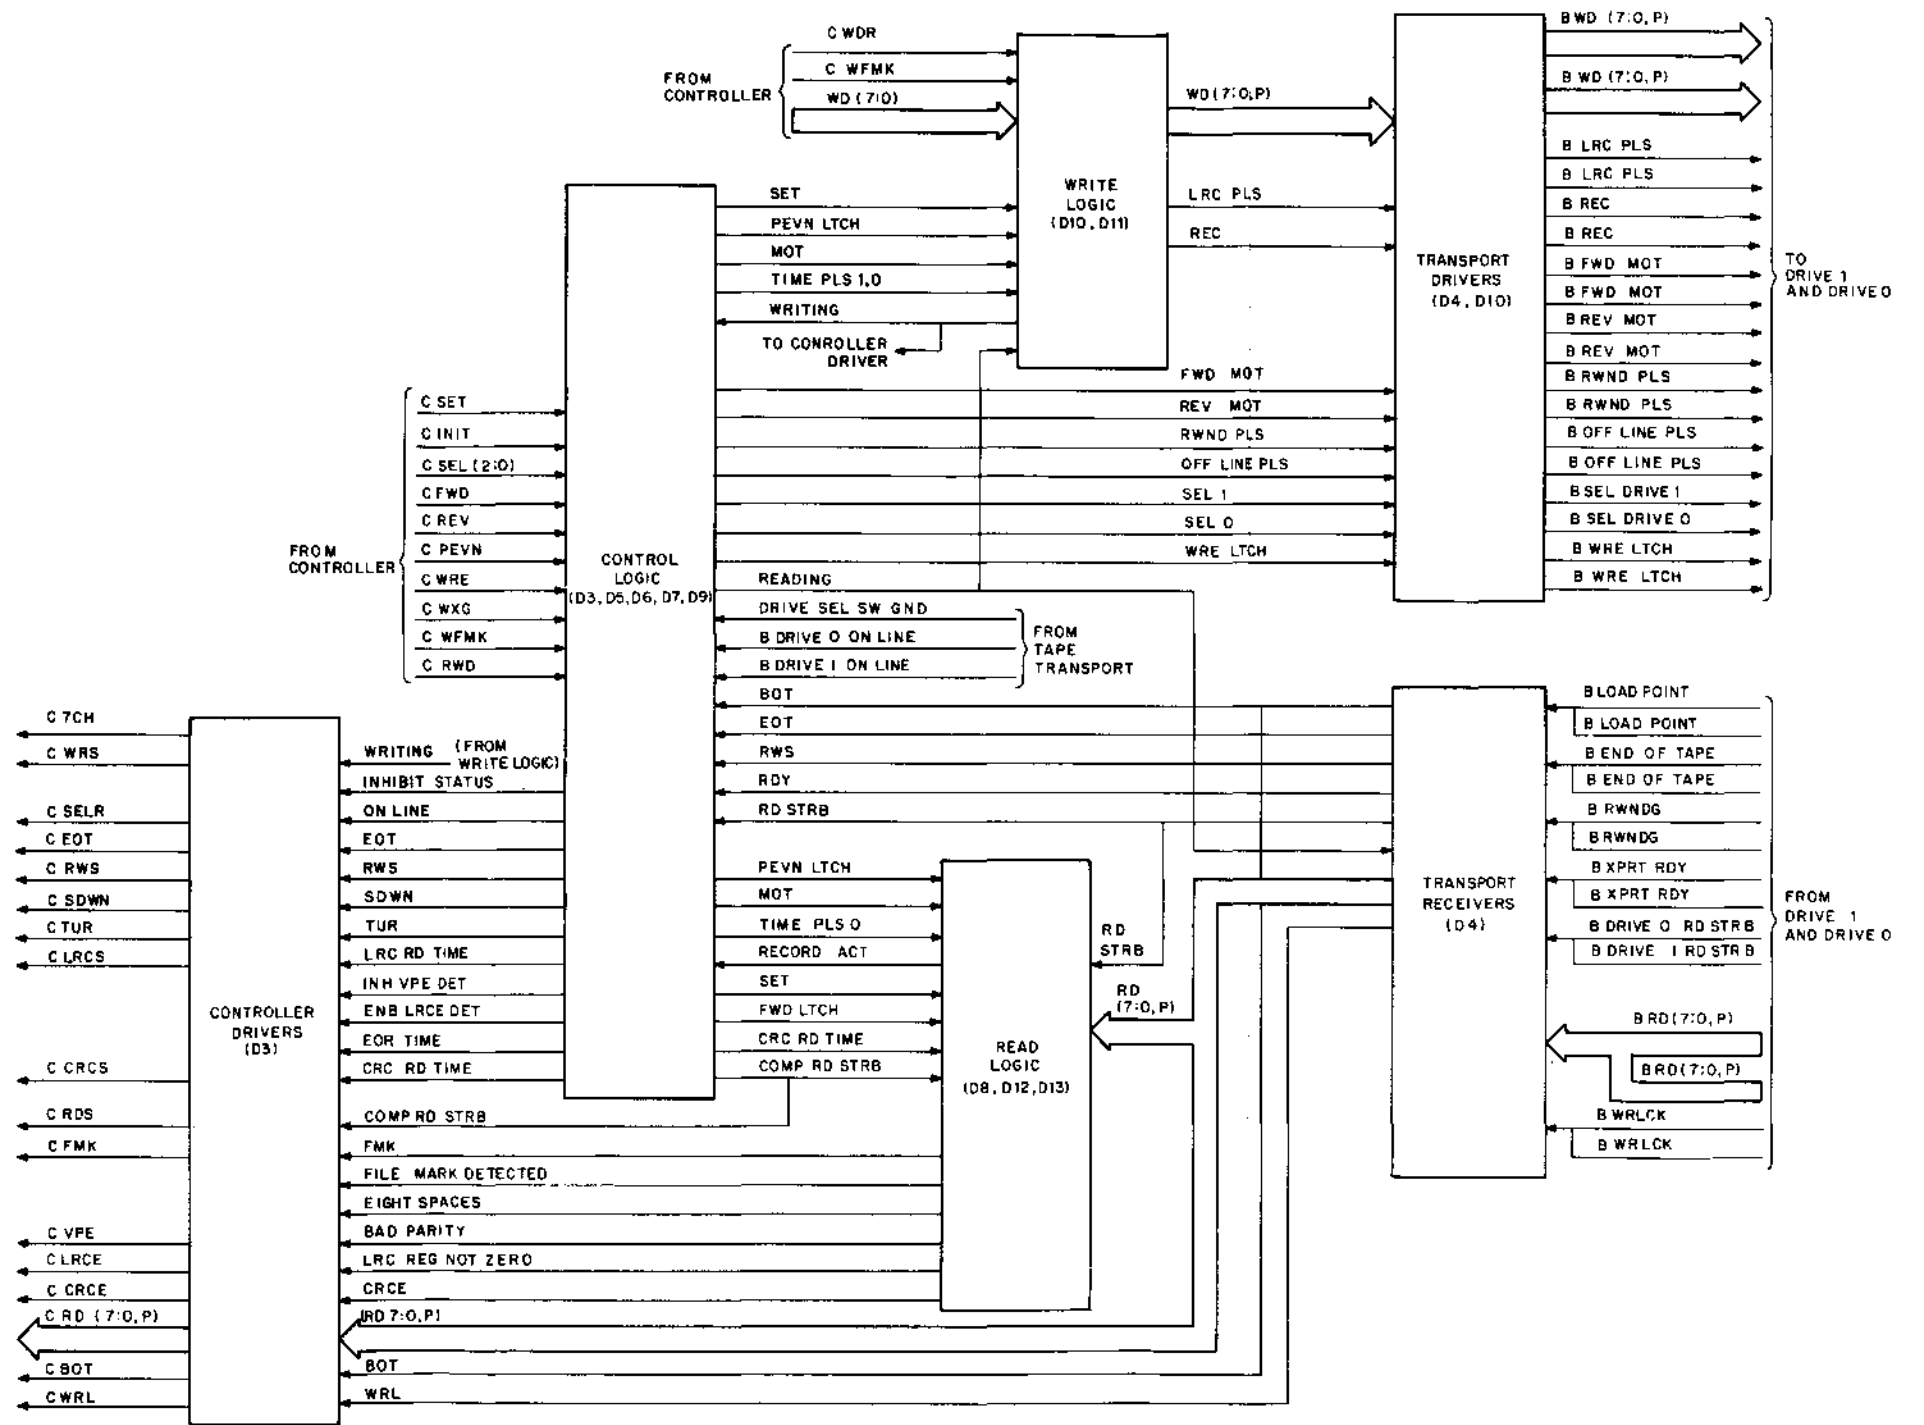 C WDR
C WFMK
WD (7:0)
FROM
CONTROLLER
WRITE
LOGIC
(D10, D11)
WD (7:0,P)
LRC PLS
REC
TRANSPORT
DRIVERS
(D4, D10)
B WD (7:0, P)
B WD (7:0, P)
B LRC PLS
B LRC PLS
B REC
B REC
B FWD MOT
B FWD MOT
B REV MOT
B REV MOT
B RWND PLS
B RWND PLS
B OFF LINE PLS
B OFF LINE PLS
B SEL DRIVE 1
B SEL DRIVE 0
B WRE LTCH
B WRE LTCH
TO
DRIVE 1
AND DRIVE 0
SET
PEVN LTCH
MOT
TIME PLS 1,0
WRITING
TO CONROLLER
DRIVER
FWD MOT
REV MOT
RWND PLS
OFF LINE PLS
SEL 1
SEL 0
WRE LTCH
FROM
CONTROLLER
C SET
C INIT
C SEL (2:0)
C FWD
C REV
C PEVN
C WRE
C WXG
C WFMK
C RWD
CONTROL
LOGIC
(D3, D5, D6, D7, D9)
READING
DRIVE SEL SW GND
B DRIVE 0 ON LINE
B DRIVE 1 ON LINE
FROM
TAPE
TRANSPORT
BOT
EOT
RWS
RDY
RD STRB
PEVN LTCH
MOT
TIME PLS 0
RECORD ACT
SET
FWD LTCH
CRC RD TIME
COMP RD STRB
READ
LOGIC
(D8, D12, D13)
RD
STRB
RD
(7:0, P)
TRANSPORT
RECEIVERS
(D4)
B LOAD POINT
B LOAD POINT
B END OF TAPE
B END OF TAPE
B RWNDG
B RWNDG
B XPRT RDY
B XPRT RDY
B DRIVE 0 RD STRB
B DRIVE 1 RD STRB
B RD (7:0, P)
B RD (7:0, P)
B WRLCK
B WRLCK
FROM
DRIVE 1
AND DRIVE 0
C 7CH
C WRS
C SELR
C EOT
C RWS
C SDWN
C TUR
C LRCS
C CRCS
C RDS
C FMK
C VPE
C LRCE
C CRCE
C RD (7:0, P)
C BOT
C WRL
CONTROLLER
DRIVERS
(D3)
WRITING (FROM
WRITE LOGIC)
INHIBIT STATUS
ON LINE
EOT
RWS
SDWN
TUR
LRC RD TIME
INH VPE DET
ENB LRCE DET
EOR TIME
CRC RD TIME
COMP RD STRB
FMK
FILE MARK DETECTED
EIGHT SPACES
BAD PARITY
LRC REG NOT ZERO
CRCE
(RD 7:0, P)
BOT
WRL